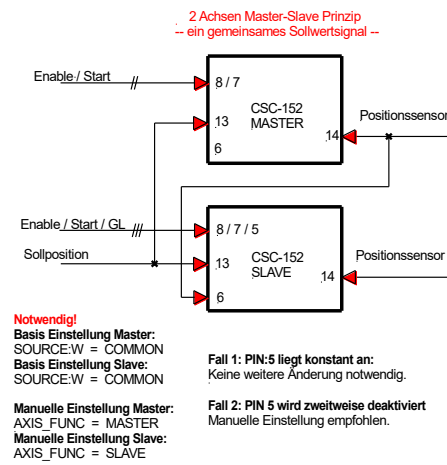 2 Achsen Master-Slave Prinzip
-- ein gemeinsames Sollwertsignal --
Enable / Start
8 / 7
CSC-152
MASTER
13
6
14
Positionssensor
Enable / Start / GL
8 / 7 / 5
Sollposition
CSC-152
SLAVE
13
6
14
Positionssensor
Notwendig!
Basis Einstellung Master:
SOURCE:W = COMMON
Basis Einstellung Slave:
SOURCE:W = COMMON
Manuelle Einstellung Master:
AXIS_FUNC = MASTER
Manuelle Einstellung Slave:
AXIS_FUNC = SLAVE
Fall 1: PIN:5 liegt konstant an:
Keine weitere Änderung notwendig.
Fall 2: PIN 5 wird zweitweise deaktiviert
Manuelle Einstellung empfohlen.